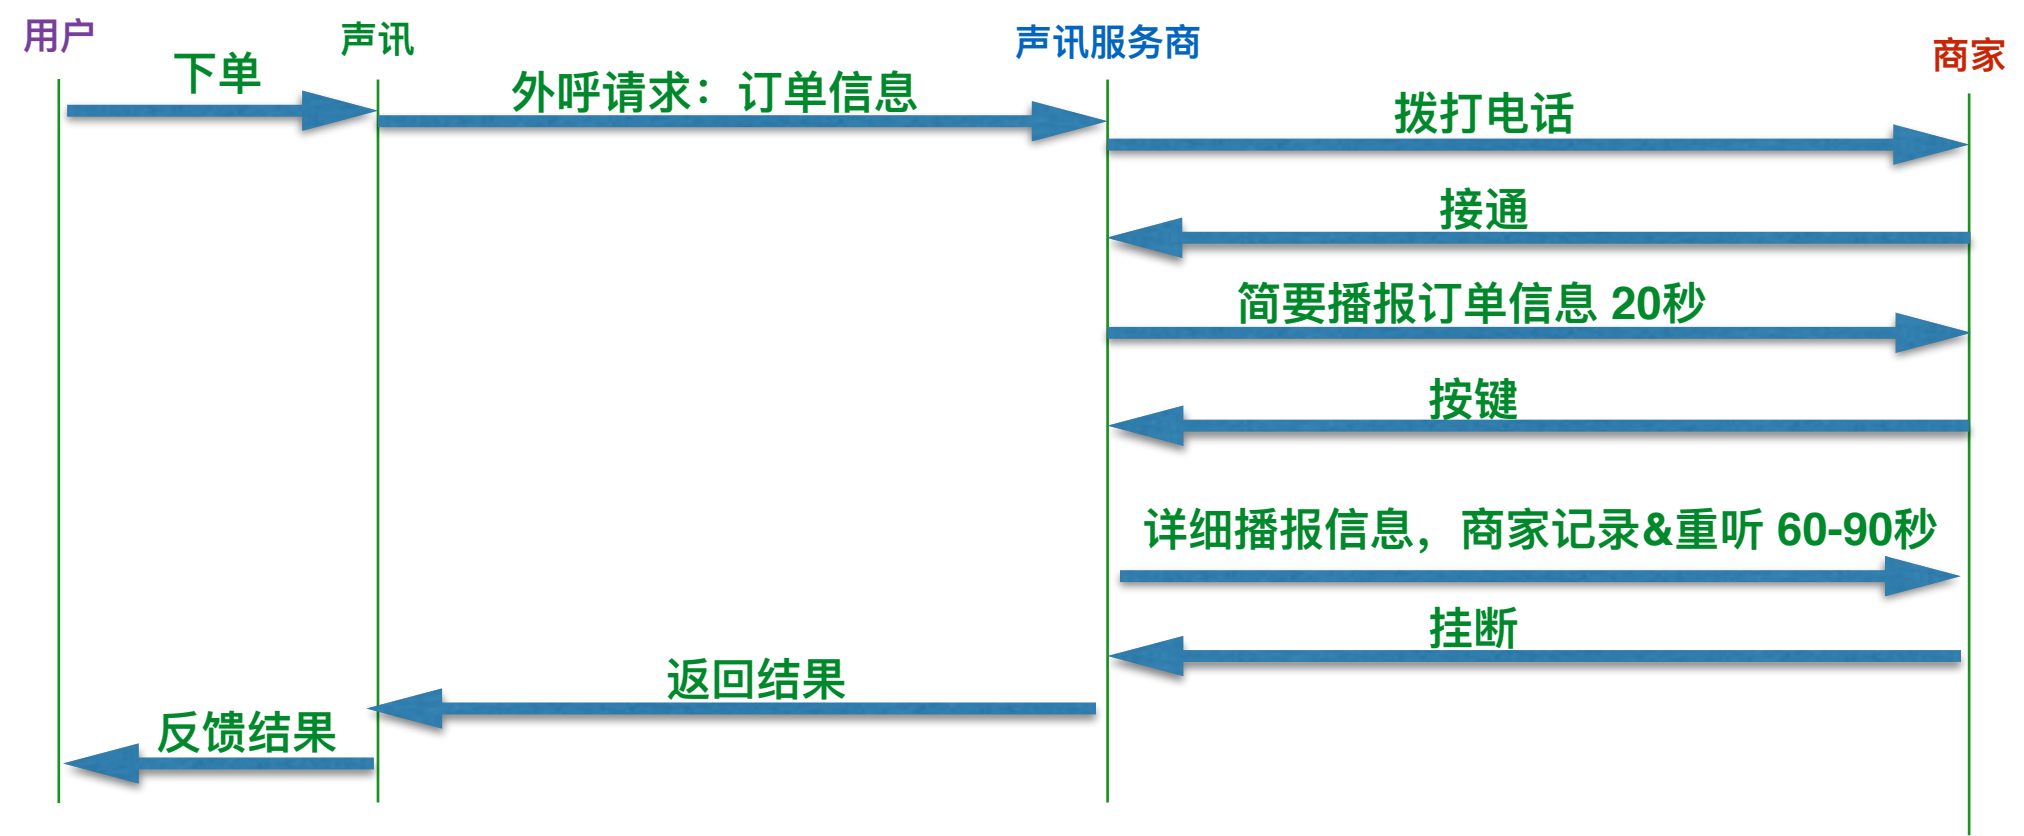 用户
声讯
声讯服务商
商家
下单
外呼请求：订单信息
拨打电话
接通
简要播报订单信息 20秒
按键
详细播报信息，商家记录&重听 60-90秒
挂断
返回结果
反馈结果